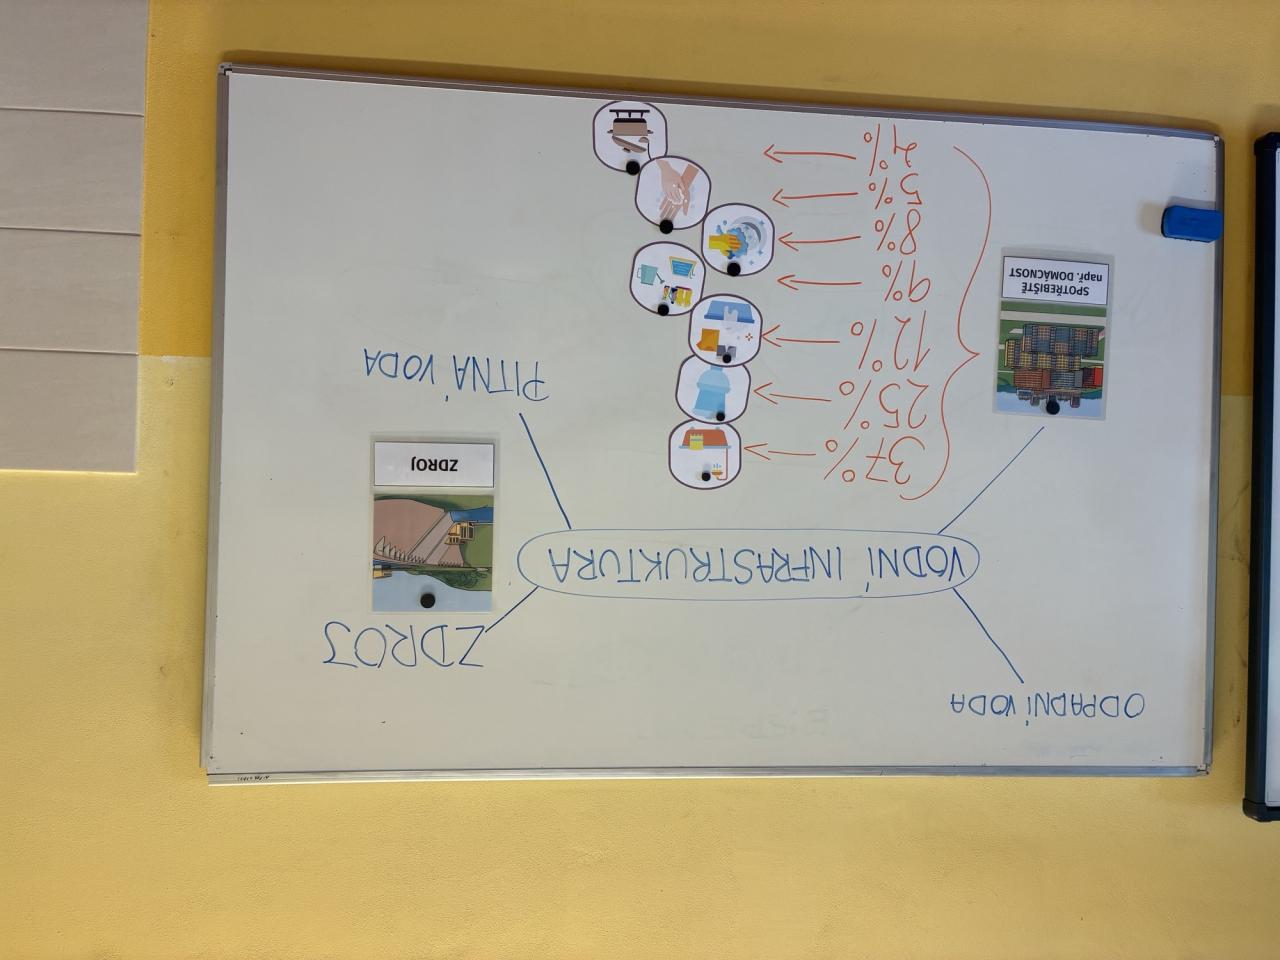 ODPADNÍ VODA
ZDROJ
VODNÍ INFRASTRUKTURA
ZDROJ
PITNÁ VODA
37%
25%
12%
9%
8%
5%
4%
SPOTŘEBIŠTĚ
např. DOMÁCNOST